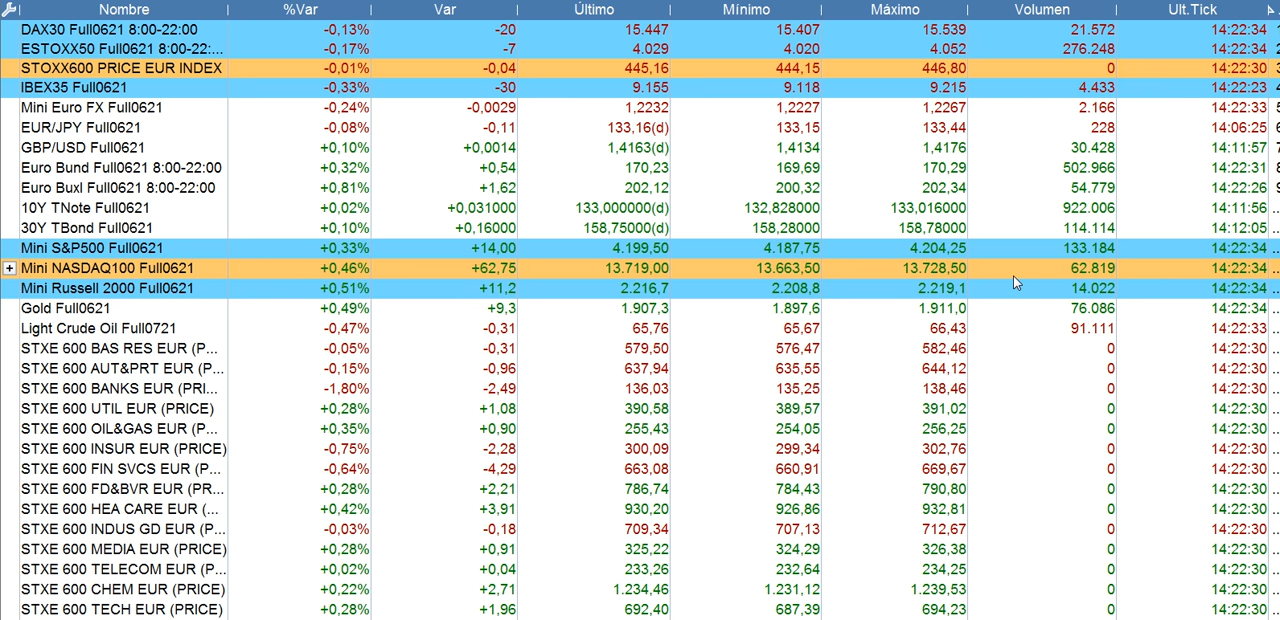 Nombre %Var Var Último Mínimo Máximo Volumen Ult.Tick
DAX30 Full0621 8:00-22:00 -0,13% -20 15.447 15.407 15.539 21.572 14:22:34
ESTOXX50 Full0621 8:00-22:... -0,17% -7 4.029 4.020 4.052 276.248 14:22:34
STOXX600 PRICE EUR INDEX -0,01% -0,04 445,16 444,15 446,80 0 14:22:30
IBEX35 Full0621 -0,33% -30 9.155 9.118 9.215 4.433 14:22:23
Mini Euro FX Full0621 -0,24% -0,0029 1,2232 1,2227 1,2267 2.166 14:22:33
EUR/JPY Full0621 -0,08% -0,11 133,16(d) 133,15 133,44 228 14:06:25
GBP/USD Full0621 +0,10% +0,0014 1,4163(d) 1,4134 1,4176 30.428 14:11:57
Euro Bund Full0621 8:00-22:00 +0,32% +0,54 170,23 169,69 170,29 502.966 14:22:31
Euro Buxl Full0621 8:00-22:00 +0,81% +1,62 202,12 200,32 202,34 54.779 14:22:26
10Y TNote Full0621 +0,02% +0,031000 133,000000(d) 132,828000 133,016000 922.006 14:11:56
30Y TBond Full0621 +0,10% +0,16000 158,75000(d) 158,28000 158,78000 114.114 14:12:05
Mini S&P500 Full0621 +0,33% +14,00 4.199,50 4.187,75 4.204,25 133.184 14:22:34
Mini NASDAQ100 Full0621 +0,46% +62,75 13.719,00 13.663,50 13.728,50 62.819 14:22:34
Mini Russell 2000 Full0621 +0,51% +11,2 2.216,7 2.208,8 2.219,1 14.022 14:22:34
Gold Full0621 +0,49% +9,3 1.907,3 1.897,6 1.911,0 76.086 14:22:34
Light Crude Oil Full0721 -0,47% -0,31 65,76 65,67 66,43 91.111 14:22:33
STXE 600 BAS RES EUR (P... -0,05% -0,31 579,50 576,47 582,46 0 14:22:30
STXE 600 AUT&PRT EUR (P... -0,15% -0,96 637,94 635,55 644,12 0 14:22:30
STXE 600 BANKS EUR (PRI... -1,80% -2,49 136,03 135,25 138,46 0 14:22:30
STXE 600 UTIL EUR (PRICE) +0,28% +1,08 390,58 389,57 391,02 0 14:22:30
STXE 600 OIL&GAS EUR (P... +0,35% +0,90 255,43 254,05 256,25 0 14:22:30
STXE 600 INSUR EUR (PRICE) -0,75% -2,28 300,09 299,34 302,76 0 14:22:30
STXE 600 FIN SVCS EUR (P... -0,64% -4,29 663,08 660,91 669,67 0 14:22:30
STXE 600 FD&BVR EUR (PR... +0,28% +2,21 786,74 784,43 790,80 0 14:22:30
STXE 600 HEA CARE EUR (... +0,42% +3,91 930,20 926,86 932,81 0 14:22:30
STXE 600 INDUS GD EUR (P... -0,03% -0,18 709,34 707,13 712,67 0 14:22:30
STXE 600 MEDIA EUR (PRICE) +0,28% +0,91 325,22 324,29 326,38 0 14:22:30
STXE 600 TELECOM EUR (P... +0,02% +0,04 233,26 232,64 234,25 0 14:22:30
STXE 600 CHEM EUR (PRICE) +0,22% +2,71 1.234,46 1.231,12 1.239,53 0 14:22:30
STXE 600 TECH EUR (PRICE) +0,28% +1,96 692,40 687,39 694,23 0 14:22:30